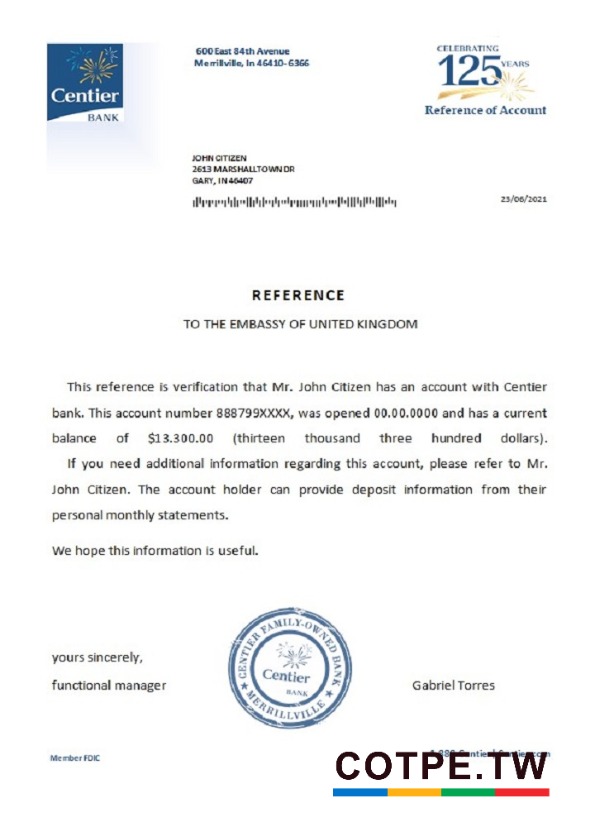 Centier
BANK
600 East 84th Avenue
Merrillville, In 46410-6366
CELEBRATING
125 YEARS
Reference of Account
JOHN CITIZEN
2613 MARSHALLTOWN DR
GARY, IN 46407
23/06/2021
REFERENCE
TO THE EMBASSY OF UNITED KINGDOM
This reference is verification that Mr. John Citizen has an account with Centier
bank. This account number 888799XXXX, was opened 00.00.0000 and has a current
balance of $13.300.00 (thirteen thousand three hundred dollars).
If you need additional information regarding this account, please refer to Mr.
John Citizen. The account holder can provide deposit information from their
personal monthly statements.
We hope this information is useful.
yours sincerely,
functional manager
CENTIER FAMILY-OWNED BANK
Centier
BANK
MERRILLVILLE
Gabriel Torres
Member FDIC
COTPE.TW